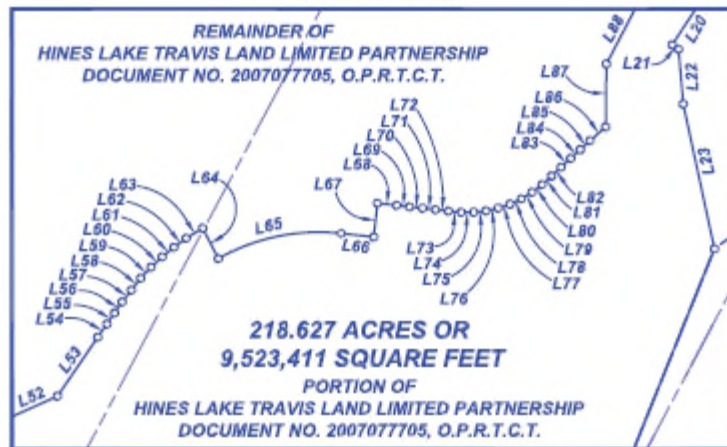 REMAINDER OF
HINES LAKE TRAVIS LAND LIMITED PARTNERSHIP
DOCUMENT NO. 2007077705, O.P.R.T.C.T.
L88
L20
L21
L22
L23
L87
L86
L85
L84
L83
L72
L71
L70
L69
L68
L67
L64
L63
L62
L61
L60
L59
L58
L57
L56
L55
L54
L53
L52
L65
L66
L73
L74
L75
L76
L82
L81
L80
L79
L78
L77
218.627 ACRES OR
9,523,411 SQUARE FEET
PORTION OF
HINES LAKE TRAVIS LAND LIMITED PARTNERSHIP
DOCUMENT NO. 2007077705, O.P.R.T.C.T.